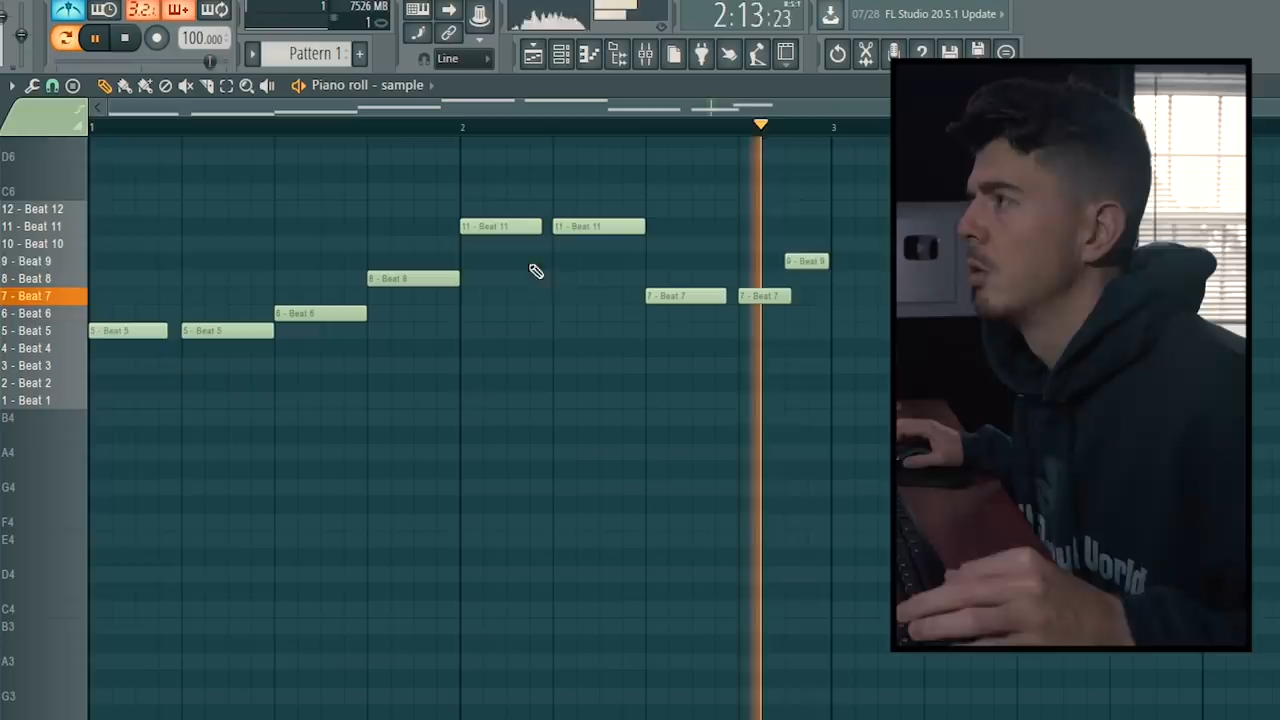 1
7526 MB
1
2:13:23
07/28 FL Studio 20.5.1 Update
3.2
100.000
Pattern 1
Line
Piano roll - sample
1
2
3
D6
C6
12 - Beat 12
11 - Beat 11
11 - Beat 11
11 - Beat 11
10 - Beat 10
9 - Beat 9
9 - Beat 9
8 - Beat 8
8 - Beat 8
7 - Beat 7
7 - Beat 7
7 - Beat 7
6 - Beat 6
6 - Beat 6
5 - Beat 5
5 - Beat 5
5 - Beat 5
4 - Beat 4
3 - Beat 3
2 - Beat 2
1 - Beat 1
B4
A4
G4
F4
E4
D4
C4
B3
A3
G3
World